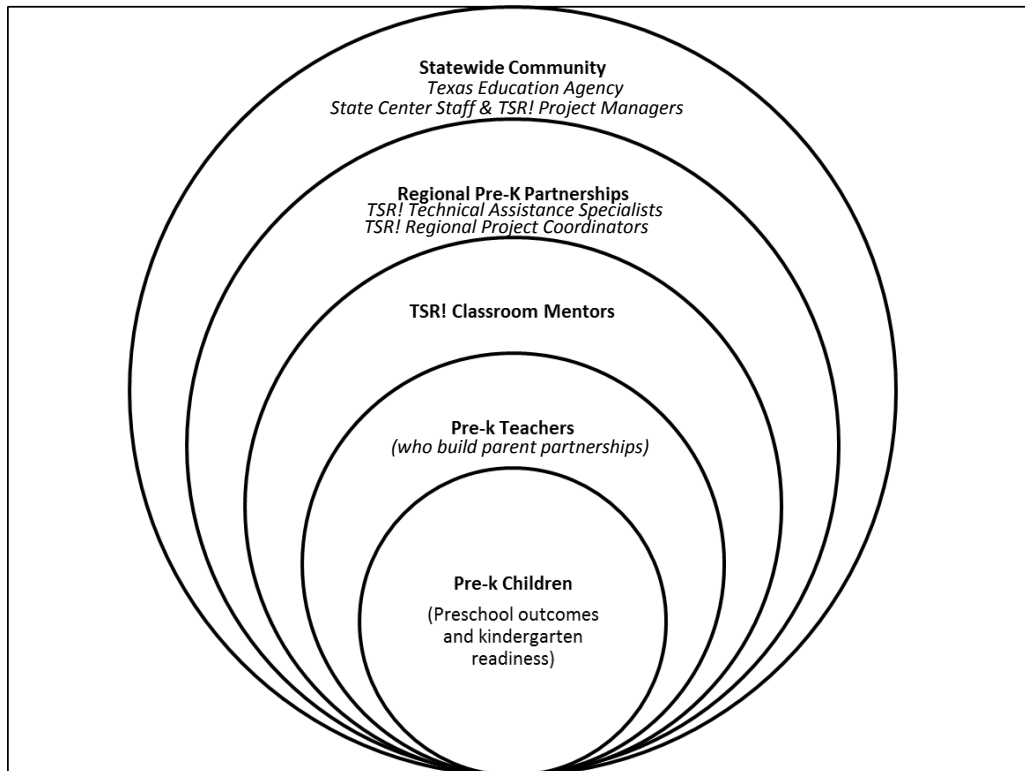 Statewide Community
Texas Education Agency
State Center Staff & TSR! Project Managers
Regional Pre-K Partnerships
TSR! Technical Assistance Specialists
TSR! Regional Project Coordinators
TSR! Classroom Mentors
Pre-k Teachers
(who build parent partnerships)
Pre-k Children
(Preschool outcomes
and kindergarten
readiness)